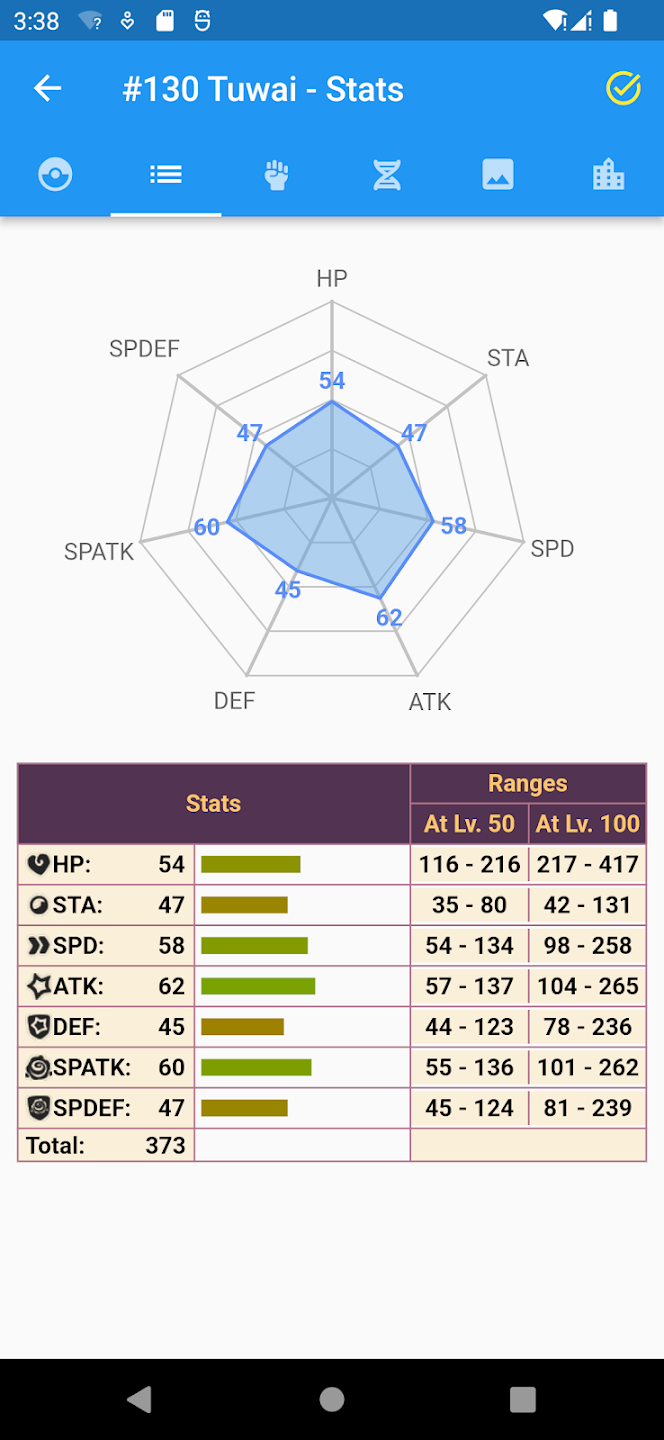 3:38
#130 Tuwai - Stats
HP
SPDEF
STA
54
47
47
60
58
SPATK
SPD
45
62
DEF
ATK
Stats
Ranges
At Lv. 50
At Lv. 100
HP: 54 116 - 216 217 - 417
STA: 47 35 - 80 42 - 131
SPD: 58 54 - 134 98 - 258
ATK: 62 57 - 137 104 - 265
DEF: 45 44 - 123 78 - 236
SPATK: 60 55 - 136 101 - 262
SPDEF: 47 45 - 124 81 - 239
Total: 373